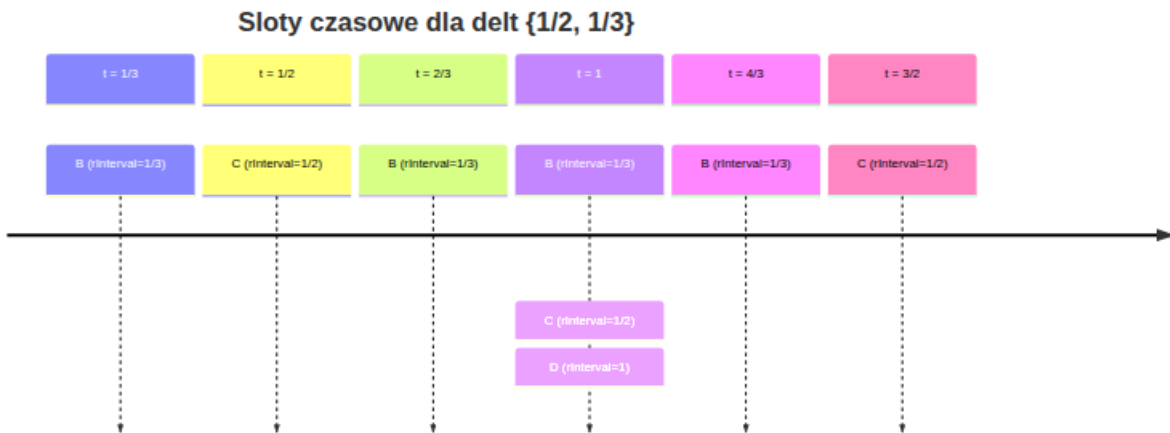 Sloty czasowe dla delt {1/2, 1/3}
t = 1/3
t = 1/2
t = 2/3
t = 1
t = 4/3
t = 3/2
B (rInterval=1/3)
C (rInterval=1/2)
B (rInterval=1/3)
B (rInterval=1/3)
B (rInterval=1/3)
C (rInterval=1/2)
C (rInterval=1/2)
D (rInterval=1)